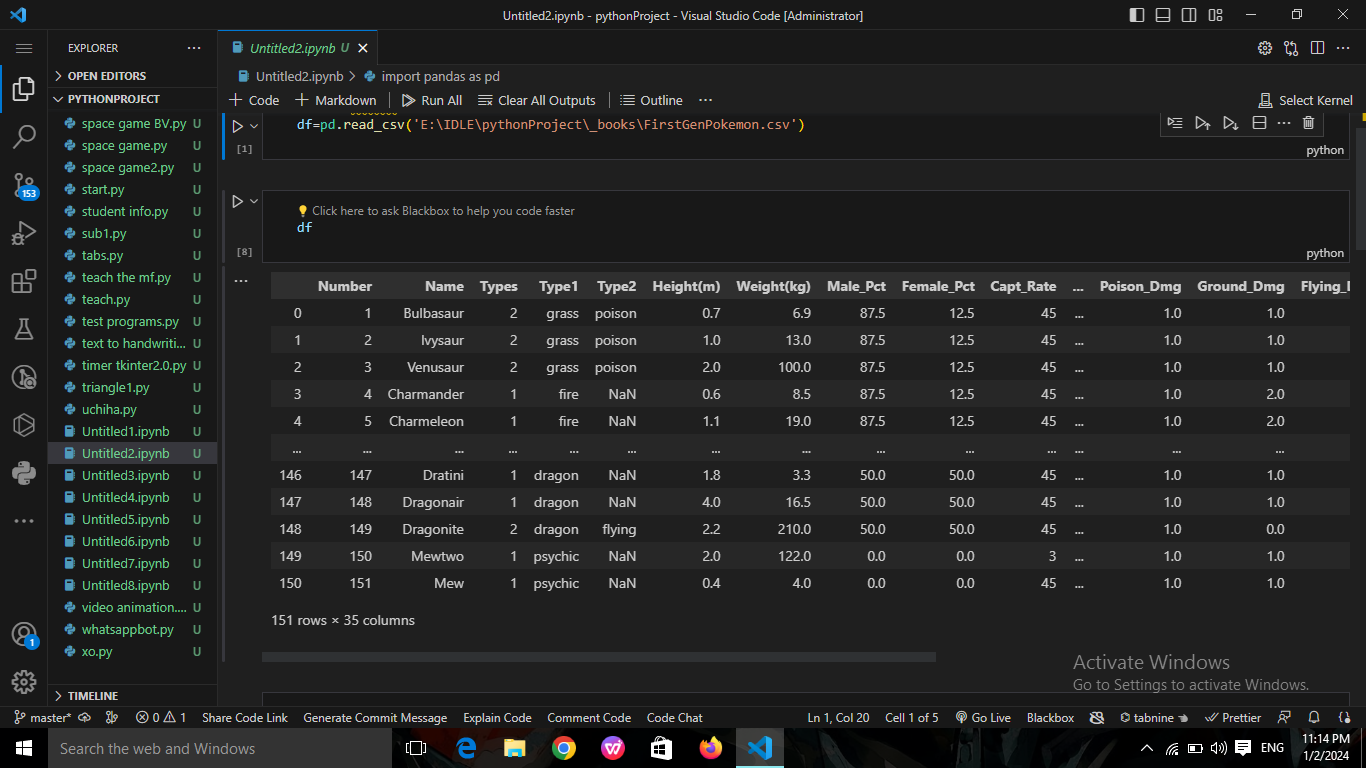 Untitled2.ipynb - pythonProject - Visual Studio Code [Administrator]
EXPLORER
OPEN EDITORS
PYTHONPROJECT
space game BV.py U
space game.py U
space game2.py U
start.py U
student info.py U
sub1.py U
tabs.py U
teach the mf.py U
teach.py U
test programs.py U
text to handwriti... U
timer tkinter2.0.py U
triangle1.py U
uchiha.py U
Untitled1.ipynb U
Untitled2.ipynb U
Untitled3.ipynb U
Untitled4.ipynb U
Untitled5.ipynb U
Untitled6.ipynb U
Untitled7.ipynb U
Untitled8.ipynb U
video animation.... U
whatsappbot.py U
xo.py U
TIMELINE
153
1
Untitled2.ipynb U
Untitled2.ipynb > import pandas as pd
+ Code + Markdown Run All Clear All Outputs Outline ... Select Kernel
df=pd.read_csv('E:\IDLE\pythonProject\_books\FirstGenPokemon.csv')
[1] python
Click here to ask Blackbox to help you code faster
df
[8] python
Number Name Types Type1 Type2 Height(m) Weight(kg) Male_Pct Female_Pct Capt_Rate ... Poison_Dmg Ground_Dmg
0 1 Bulbasaur 2 grass poison 0.7 6.9 87.5 12.5 45 ... 1.0 1.0
1 2 Ivysaur 2 grass poison 1.0 13.0 87.5 12.5 45 ... 1.0 1.0
2 3 Venusaur 2 grass poison 2.0 100.0 87.5 12.5 45 ... 1.0 1.0
3 4 Charmander 1 fire NaN 0.6 8.5 87.5 12.5 45 ... 1.0 2.0
4 5 Charmeleon 1 fire NaN 1.1 19.0 87.5 12.5 45 ... 1.0 2.0
... ... ... ... ... ... ... ... ... ... ... ... ... ...
146 147 Dratini 1 dragon NaN 1.8 3.3 50.0 50.0 45 ... 1.0 1.0
147 148 Dragonair 1 dragon NaN 4.0 16.5 50.0 50.0 45 ... 1.0 1.0
148 149 Dragonite 2 dragon flying 2.2 210.0 50.0 50.0 45 ... 1.0 0.0
149 150 Mewtwo 1 psychic NaN 2.0 122.0 0.0 0.0 3 ... 1.0 1.0
150 151 Mew 1 psychic NaN 0.4 4.0 0.0 0.0 45 ... 1.0 1.0
151 rows × 35 columns
Activate Windows
Go to Settings to activate Windows.
master* 0 1 Share Code Link Generate Commit Message Explain Code Comment Code Code Chat Ln 1, Col 20 Cell 1 of 5 Go Live Blackbox tabnine Prettier
Search the web and Windows
ENG
11:14 PM
1/2/2024